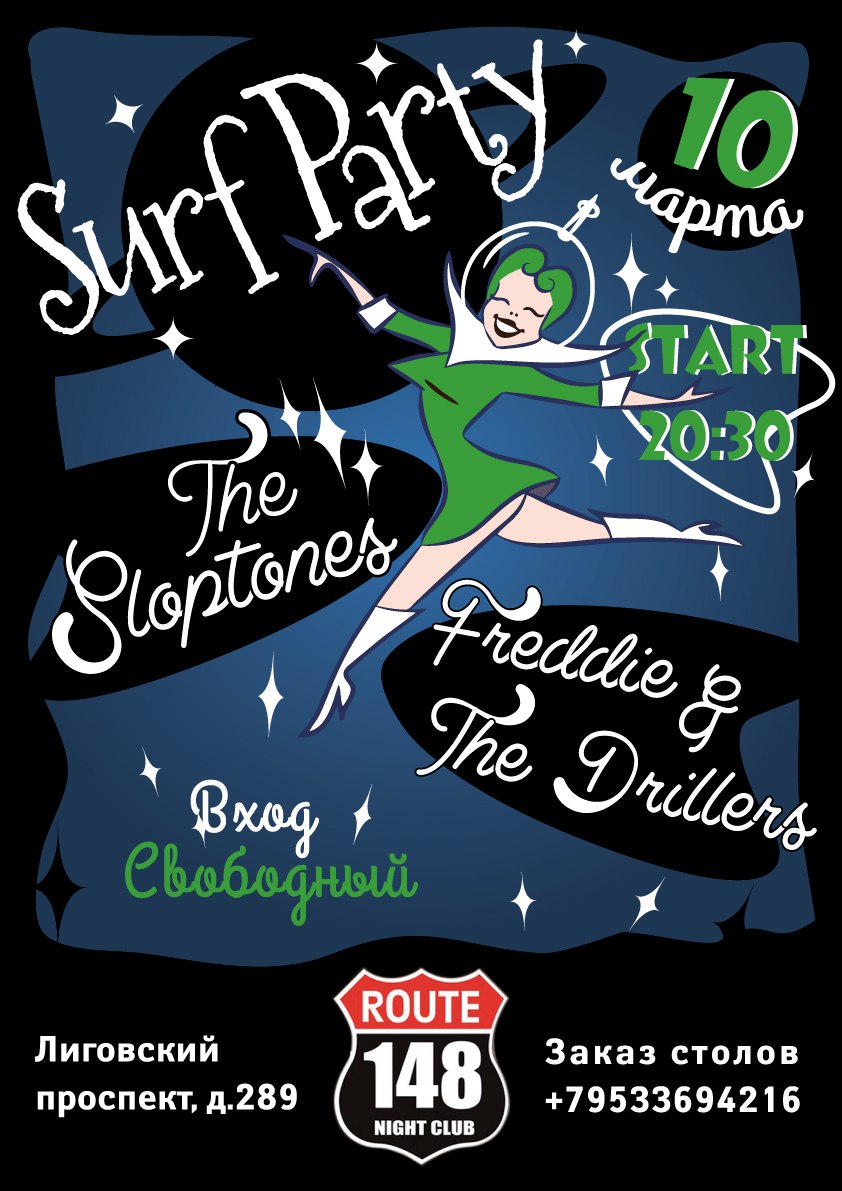 Surf Party
10
марта
START
20:30
The
Sloptones
Freddie &
The Drillers
Вход
Свободный
ROUTE
148
NIGHT CLUB
Лиговский
проспект, д.289
Заказ столов
+79533694216